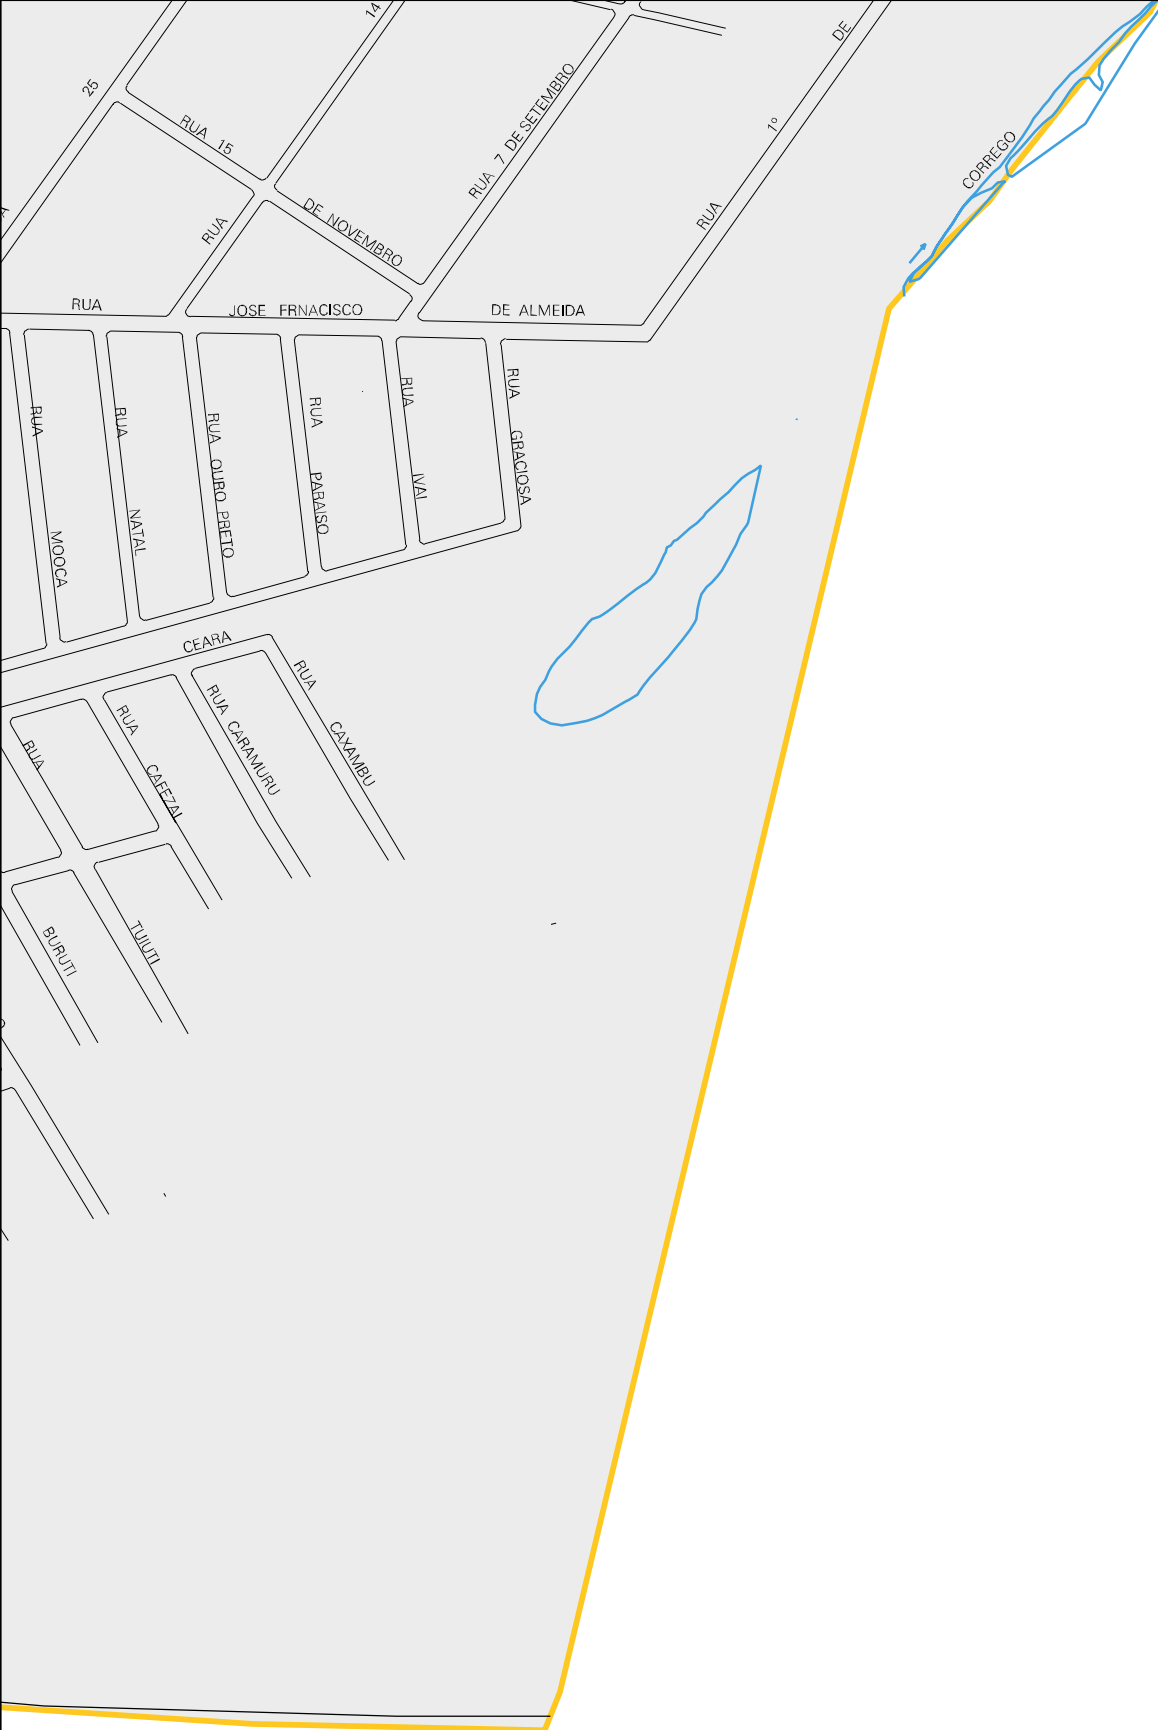 25
14
RUA 15
DE NOVEMBRO
RUA
RUA 7 DE SETEMBRO
RUA
1º
DE
CORREGO
RUA
JOSE FRNACISCO
DE ALMEIDA
RUA
MOOCA
RUA
NATAL
RUA OURO PRETO
RUA
PARAISO
RUA
IVAI
RUA
GRACIOSA
CEARA
RUA
CAXAMBU
RUA CARAMURU
RUA
CAFEZAL
RUA
BURUTI
TUIUTI